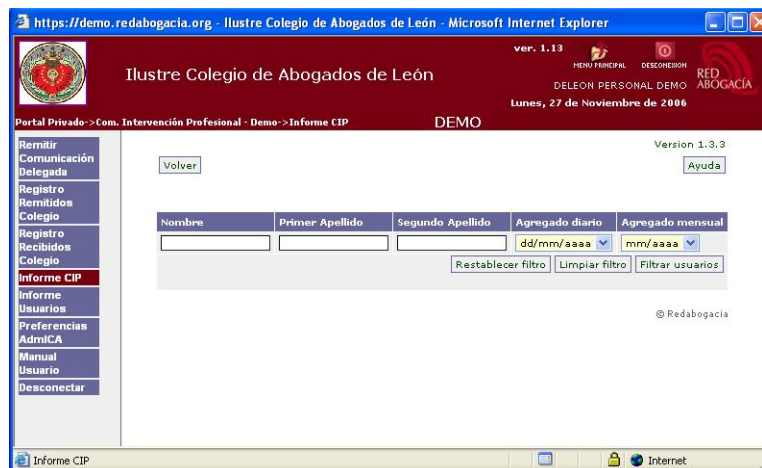 https://demo.redabogacia.org - Ilustre Colegio de Abogados de León - Microsoft Internet Explorer
ver. 1.13
MENU PRINCIPAL DESCONEXION
Ilustre Colegio de Abogados de León
RED
ABOGACÍA
DELEON PERSONAL DEMO
Lunes, 27 de Noviembre de 2006
Portal Privado->Com. Intervención Profesional - Demo->Informe CIP
DEMO
Remitir
Comunicación
Delegada
Registro
Remitidos
Colegio
Registro
Recibidos
Colegio
Informe CIP
Informe
Usuarios
Preferencias
AdmICA
Manual
Usuario
Desconectar
Version 1.3.3
Volver
Ayuda
Nombre Primer Apellido Segundo Apellido Agregado diario Agregado mensual
dd/mm/aaaa mm/aaaa
Restablecer filtro Limpiar filtro Filtrar usuarios
© Redabogacia
Informe CIP
Internet